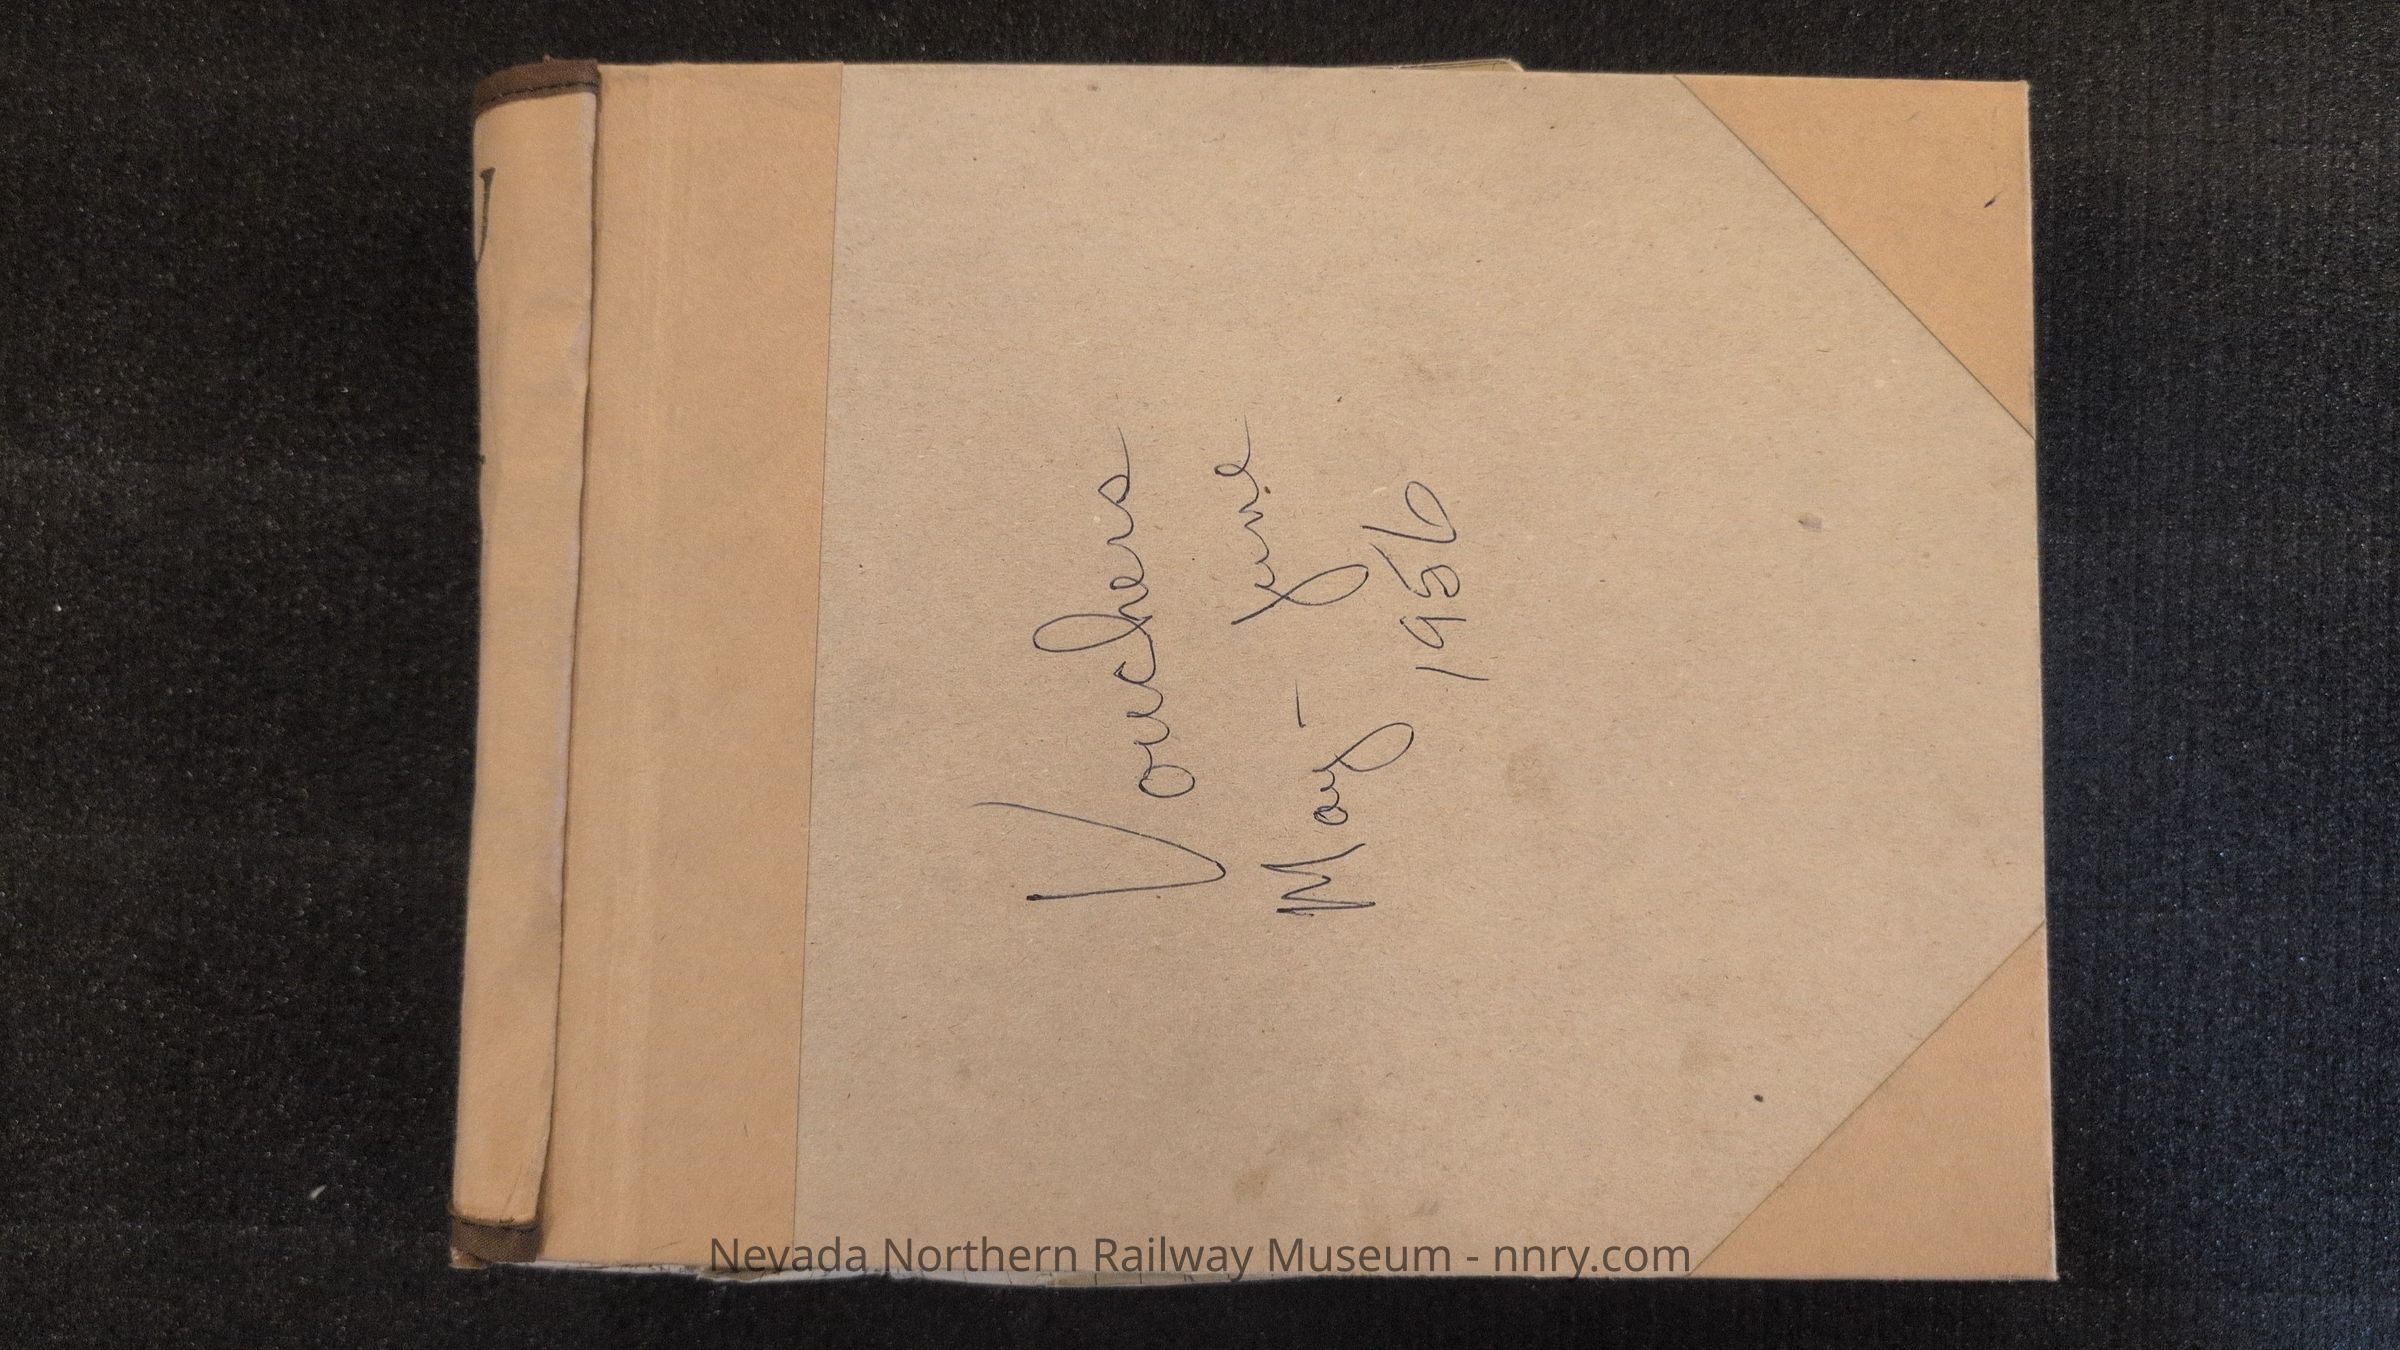 Vouchers
May - June
1956
Nevada Northern Railway Museum - nnry.com